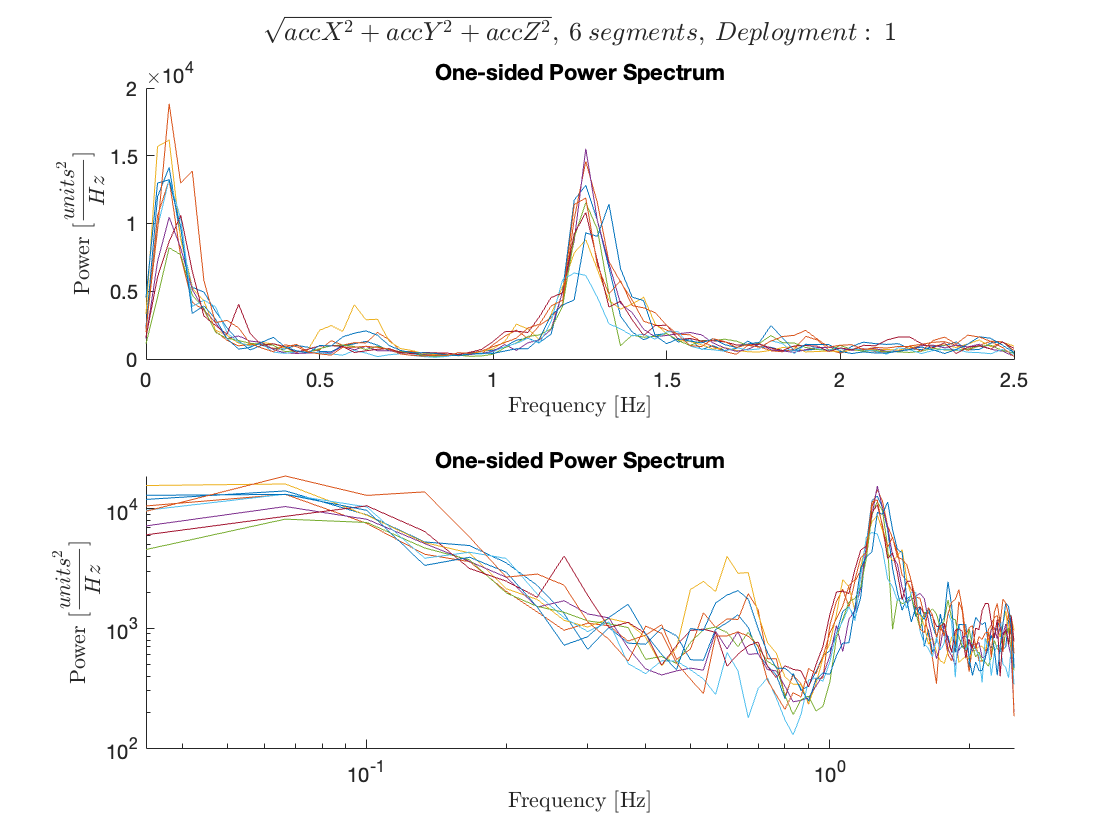 √accX² + accY² + accZ², 6 segments, Deployment : 1
One-sided Power Spectrum
×10⁴
2
1.5
1
0.5
0
Power [units²/Hz]
0 0.5 1 1.5 2 2.5
Frequency [Hz]
One-sided Power Spectrum
10⁴
10³
10²
Power [units²/Hz]
10⁻¹ 10⁰
Frequency [Hz]